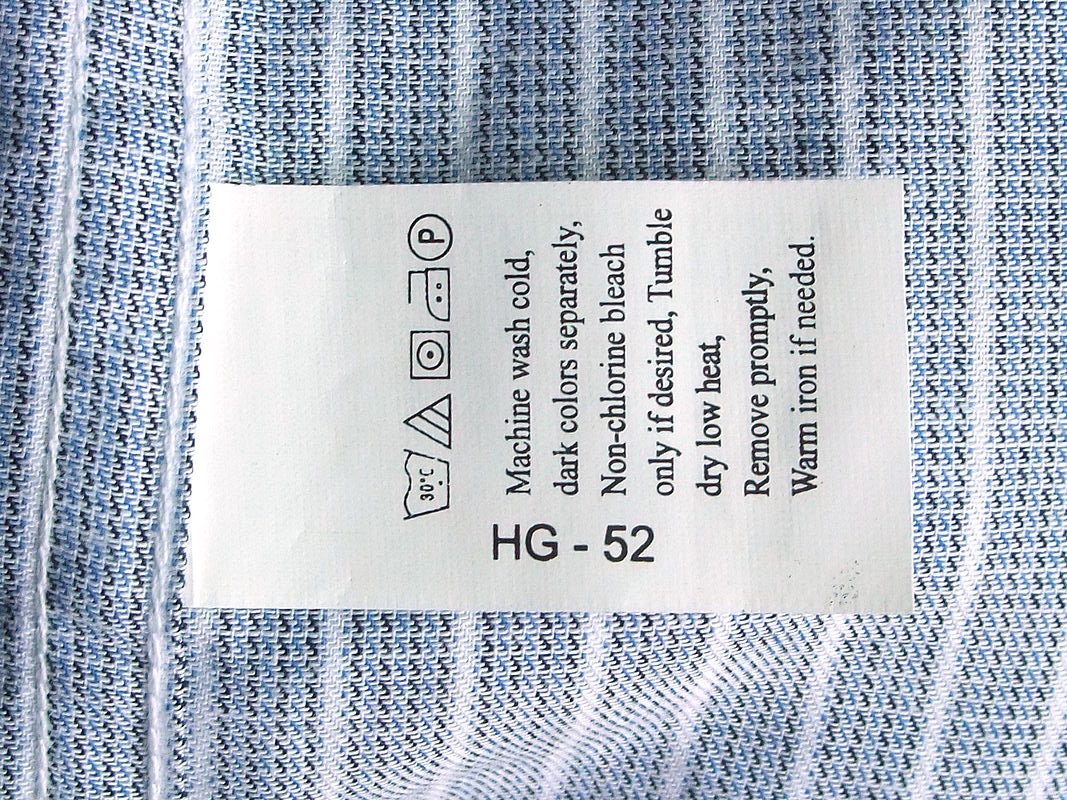 30°C P
Machine wash cold,
dark colors separately,
Non-chlorine bleach
only if desired, Tumble
dry low heat,
Remove promptly,
Warm iron if needed.
HG - 52